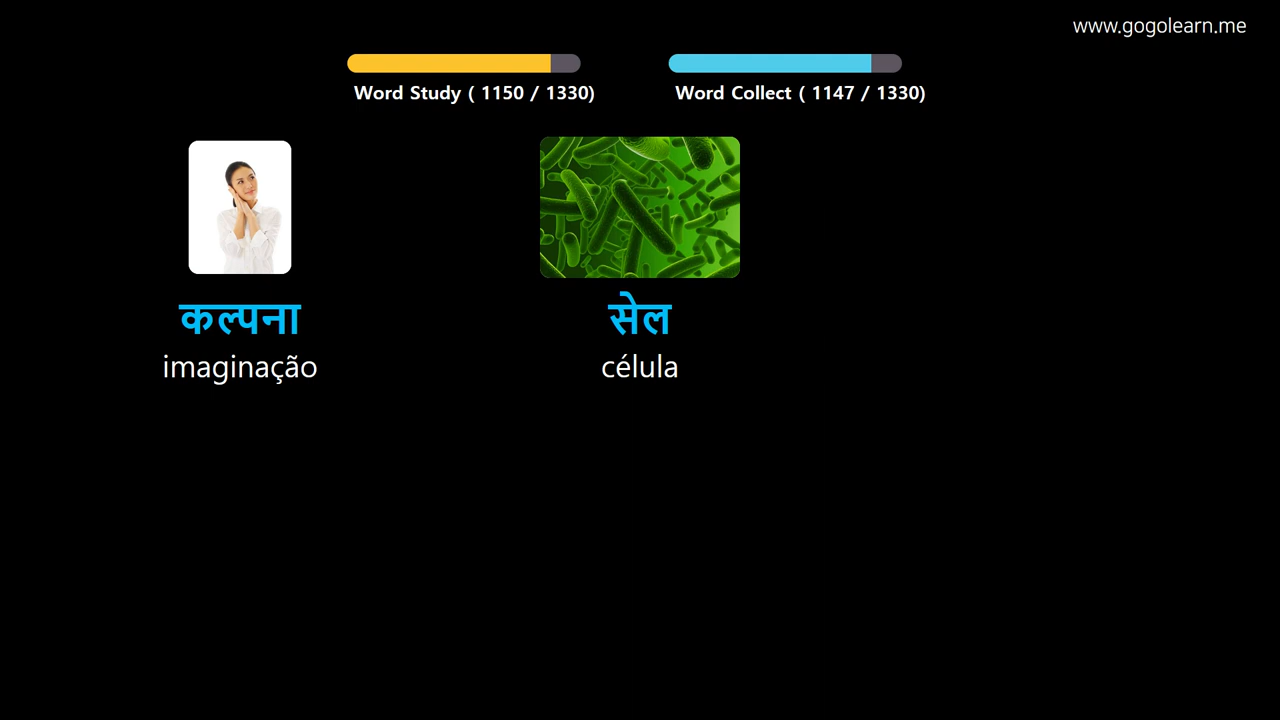 www.gogolearn.me
Word Study ( 1150 / 1330)
Word Collect ( 1147 / 1330)
कल्पना
imaginação
सेल
célula